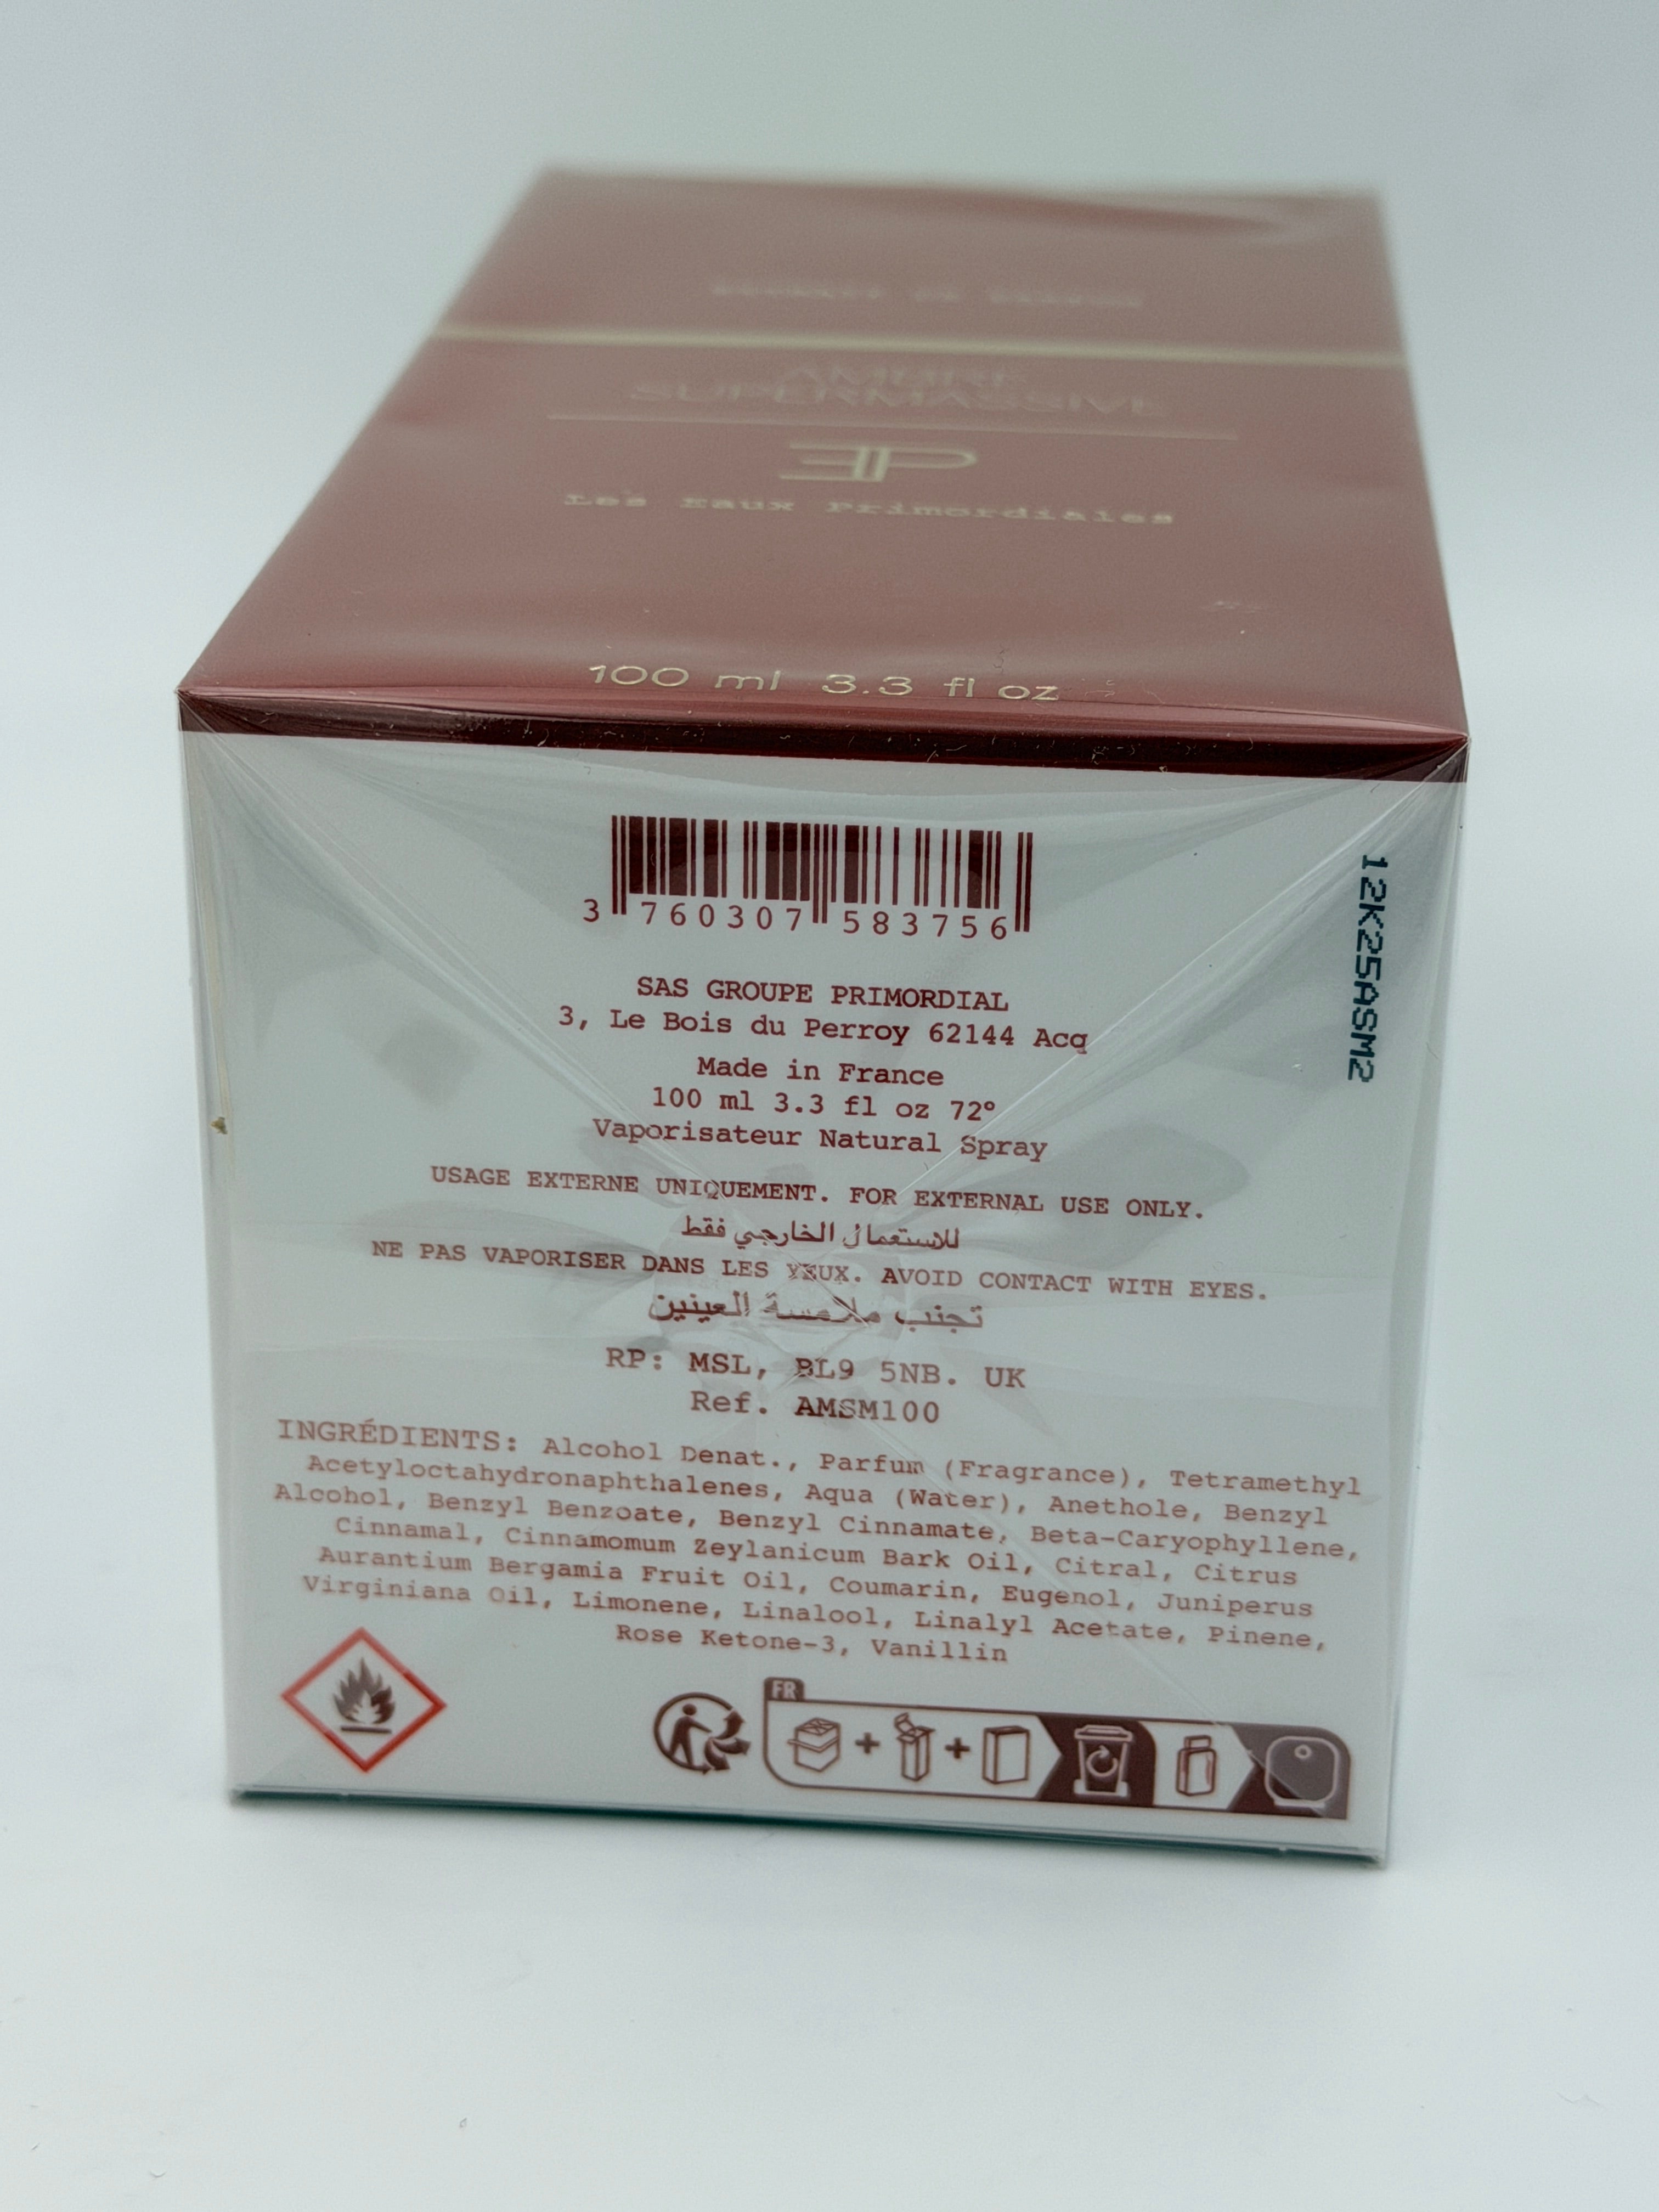 AMBRE
SUPERMASSIVE
PE
Les Eaux Primordiales
100 ml 3.3 fl oz
3 760307 583756
12K25ASM2
SAS GROUPE PRIMORDIAL
3, Le Bois du Perroy 62144 Acq
Made in France
100 ml 3.3 fl oz 72°
Vaporisateur Natural Spray
USAGE EXTERNE UNIQUEMENT. FOR EXTERNAL USE ONLY.
للاستعمال الخارجي فقط
NE PAS VAPORISER DANS LES YEUX. AVOID CONTACT WITH EYES.
تجنب ملامسة العينين
RP: MSL, BL9 5NB. UK
Ref. AMSM100
INGRÉDIENTS: Alcohol Denat., Parfum (Fragrance), Tetramethyl
Acetyloctahydronaphthalenes, Aqua (Water), Anethole, Benzyl
Alcohol, Benzyl Benzoate, Benzyl Cinnamate, Beta-Caryophyllene,
Cinnamal, Cinnamomum Zeylanicum Bark Oil, Citral, Citrus
Aurantium Bergamia Fruit Oil, Coumarin, Eugenol, Juniperus
Virginiana Oil, Limonene, Linalool, Linalyl Acetate, Pinene,
Rose Ketone-3, Vanillin
FR